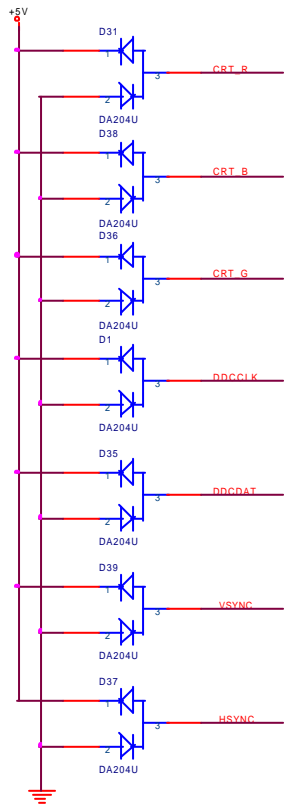 +5V
D31
1
3
CRT_R
2
DA204U
D38
1
3
CRT_B
2
DA204U
D36
1
3
CRT_G
2
DA204U
D1
1
3
DDCCLK
2
DA204U
D35
1
3
DDCDAT
2
DA204U
D39
1
3
VSYNC
2
DA204U
D37
1
3
HSYNC
2
DA204U